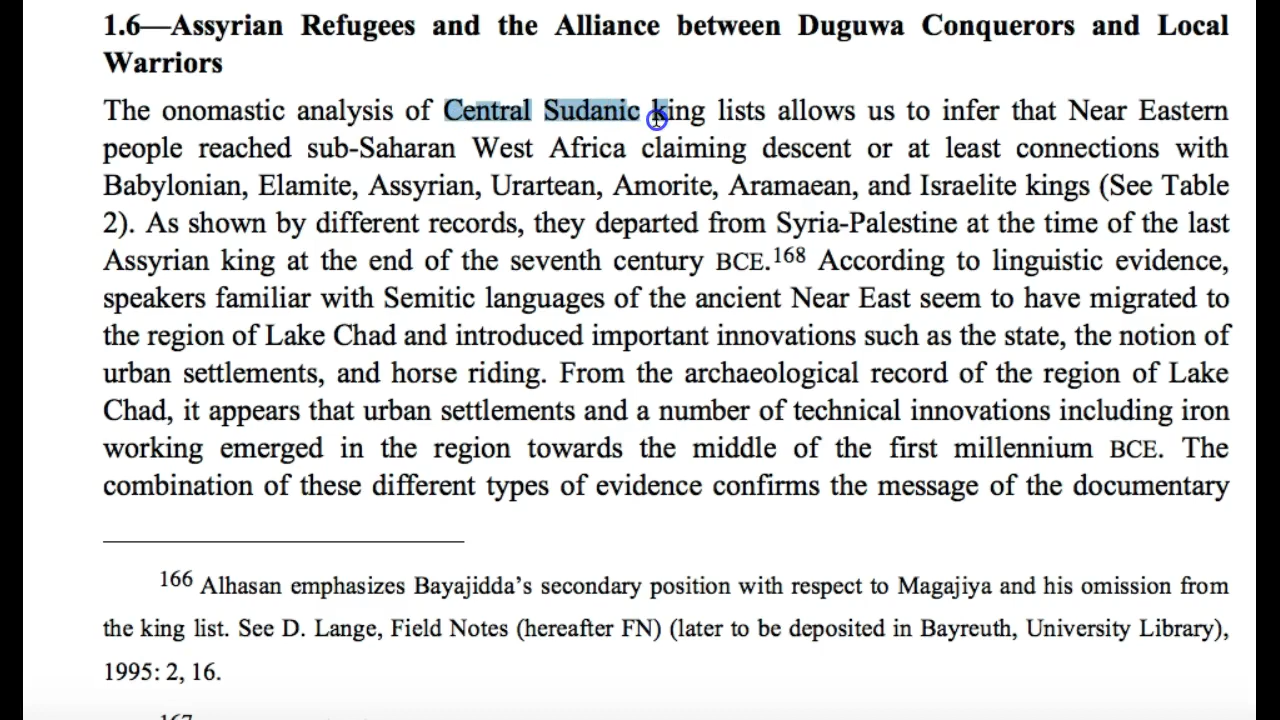 1.6—Assyrian Refugees and the Alliance between Duguwa Conquerors and Local
Warriors
The onomastic analysis of Central Sudanic king lists allows us to infer that Near Eastern
people reached sub-Saharan West Africa claiming descent or at least connections with
Babylonian, Elamite, Assyrian, Urartean, Amorite, Aramaean, and Israelite kings (See Table
2). As shown by different records, they departed from Syria-Palestine at the time of the last
Assyrian king at the end of the seventh century BCE.168 According to linguistic evidence,
speakers familiar with Semitic languages of the ancient Near East seem to have migrated to
the region of Lake Chad and introduced important innovations such as the state, the notion of
urban settlements, and horse riding. From the archaeological record of the region of Lake
Chad, it appears that urban settlements and a number of technical innovations including iron
working emerged in the region towards the middle of the first millennium BCE. The
combination of these different types of evidence confirms the message of the documentary
166 Alhasan emphasizes Bayajidda’s secondary position with respect to Magajiya and his omission from
the king list. See D. Lange, Field Notes (hereafter FN) (later to be deposited in Bayreuth, University Library),
1995: 2, 16.